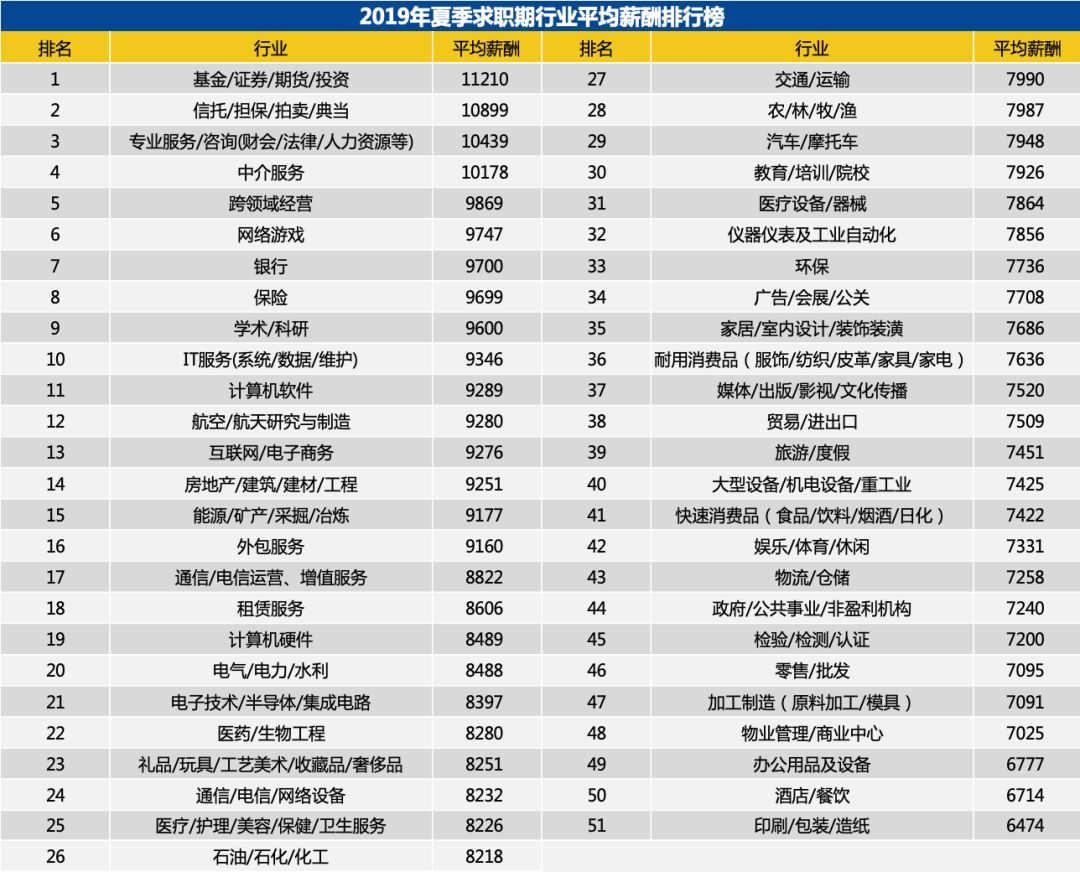 2019年夏季求职期行业平均薪酬排行榜
排名 行业 平均薪酬 排名 行业 平均薪酬
1 基金/证券/期货/投资 11210 27 交通/运输 7990
2 信托/担保/拍卖/典当 10899 28 农/林/牧/渔 7987
3 专业服务/咨询(财会/法律/人力资源等) 10439 29 汽车/摩托车 7948
4 中介服务 10178 30 教育/培训/院校 7926
5 跨领域经营 9869 31 医疗设备/器械 7864
6 网络游戏 9747 32 仪器仪表及工业自动化 7856
7 银行 9700 33 环保 7736
8 保险 9699 34 广告/会展/公关 7708
9 学术/科研 9600 35 家居/室内设计/装饰装潢 7686
10 IT服务(系统/数据/维护) 9346 36 耐用消费品（服饰/纺织/皮革/家具/家电） 7636
11 计算机软件 9289 37 媒体/出版/影视/文化传播 7520
12 航空/航天研究与制造 9280 38 贸易/进出口 7509
13 互联网/电子商务 9276 39 旅游/度假 7451
14 房地产/建筑/建材/工程 9251 40 大型设备/机电设备/重工业 7425
15 能源/矿产/采掘/冶炼 9177 41 快速消费品（食品/饮料/烟酒/日化） 7422
16 外包服务 9160 42 娱乐/体育/休闲 7331
17 通信/电信运营、增值服务 8822 43 物流/仓储 7258
18 租赁服务 8606 44 政府/公共事业/非盈利机构 7240
19 计算机硬件 8489 45 检验/检测/认证 7200
20 电气/电力/水利 8488 46 零售/批发 7095
21 电子技术/半导体/集成电路 8397 47 加工制造（原料加工/模具） 7091
22 医药/生物工程 8280 48 物业管理/商业中心 7025
23 礼品/玩具/工艺美术/收藏品/奢侈品 8251 49 办公用品及设备 6777
24 通信/电信/网络设备 8232 50 酒店/餐饮 6714
25 医疗/护理/美容/保健/卫生服务 8226 51 印刷/包装/造纸 6474
26 石油/石化/化工 8218